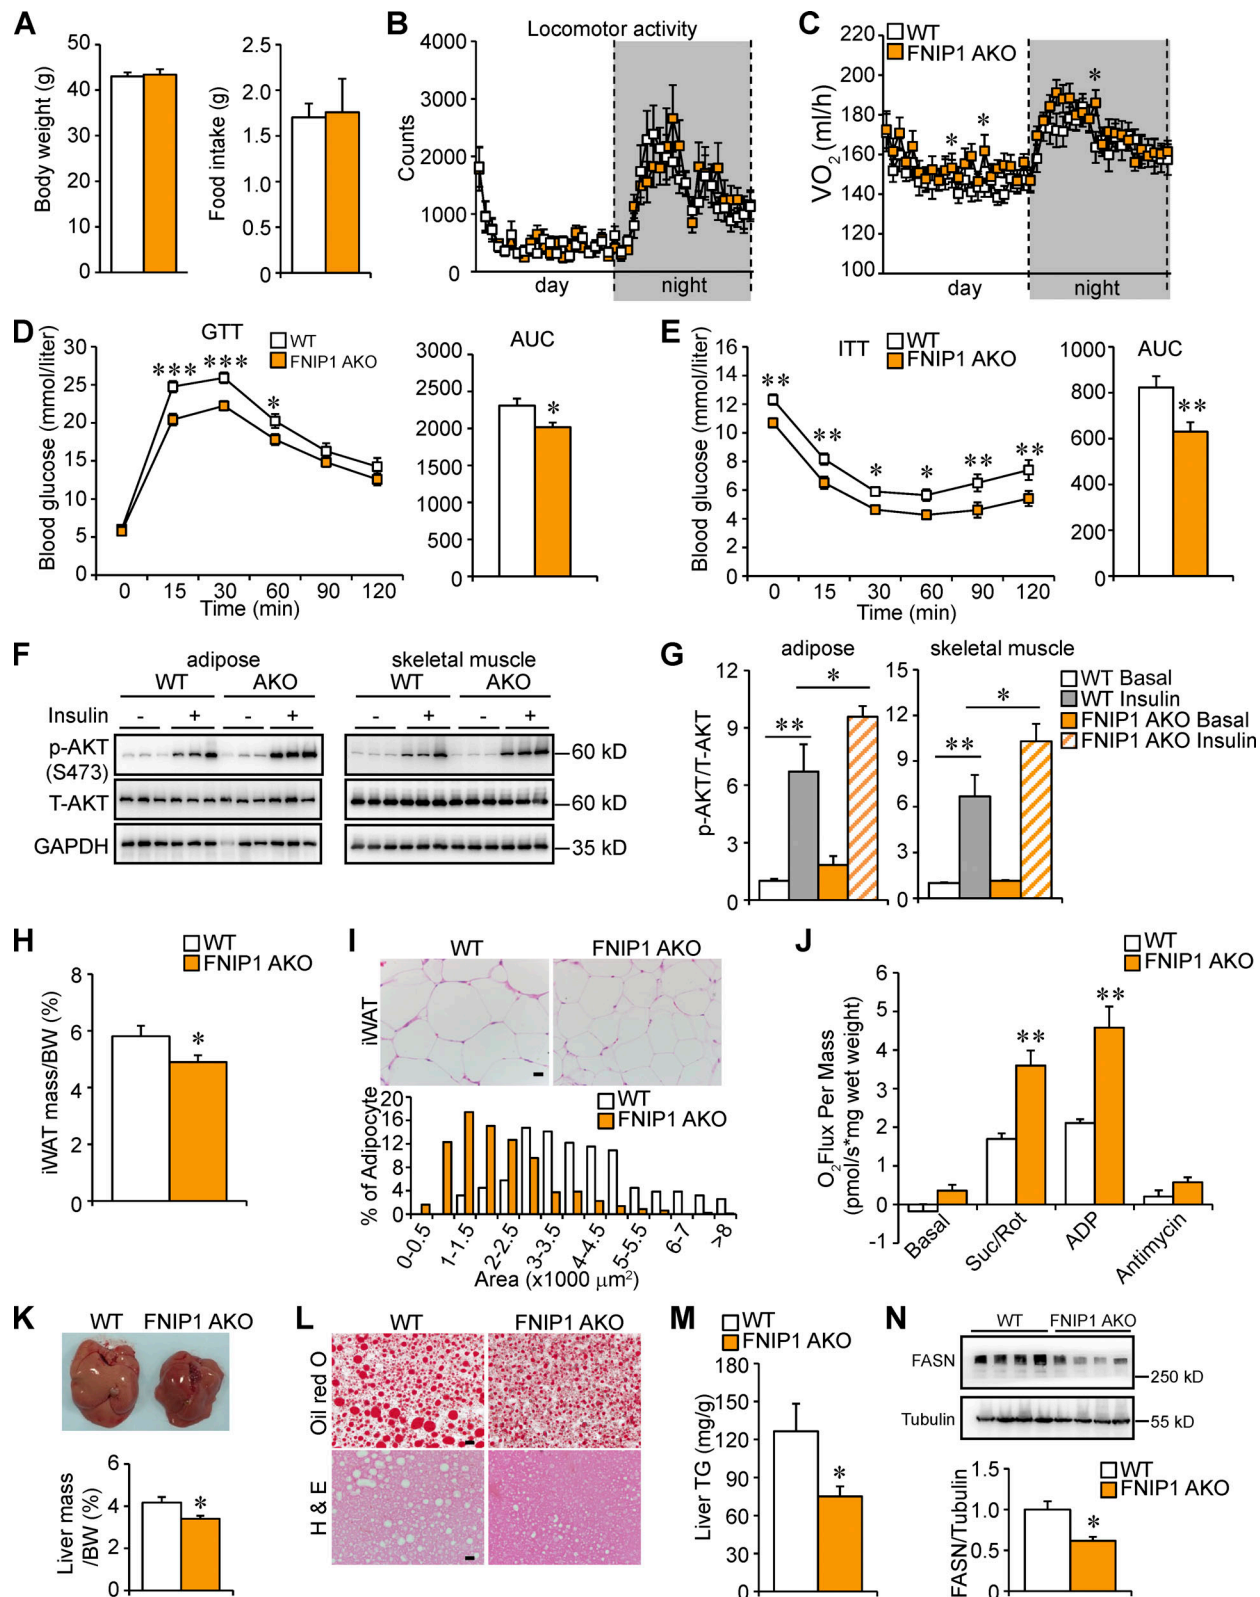 A
Body weight (g)
50
40
30
20
10
0
Food intake (g)
2.5
2.0
1.5
1.0
0.5
0
B
Locomotor activity
Counts
4000
3000
2000
1000
0
day
night
C
WT
FNIP1 AKO
VO2 (ml/h)
220
200
180
160
140
120
100
*
*
*
day
night
D
GTT
WT
FNIP1 AKO
Blood glucose (mmol/liter)
30
25
20
15
10
5
0
***
***
*
0 15 30 60 90 120
Time (min)
AUC
3000
2500
2000
1500
1000
500
0
*
E
ITT
WT
FNIP1 AKO
Blood glucose (mmol/liter)
16
14
12
10
8
6
4
2
0
**
**
*
*
**
**
0 15 30 60 90 120
Time (min)
AUC
1000
800
600
400
200
0
**
F
adipose
skeletal muscle
WT AKO WT AKO
Insulin - + - + - + - +
p-AKT
(S473)
60 kD
T-AKT
60 kD
GAPDH
35 kD
G
adipose
skeletal muscle
p-AKT/T-AKT
12
9
6
3
0
**
*
15
12
9
6
3
0
**
*
WT Basal
WT Insulin
FNIP1 AKO Basal
FNIP1 AKO Insulin
H
WT
FNIP1 AKO
iWAT mass/BW (%)
8
6
4
2
0
*
I
WT FNIP1 AKO
iWAT
WT
FNIP1 AKO
% of Adipocyte
20
16
12
8
4
0
0-0.5
1-1.5
2-2.5
3-3.5
4-4.5
5-5.5
6-7
>8
Area (x1000 μm2)
J
WT
FNIP1 AKO
O2Flux Per Mass
(pmol/s*mg wet weight)
6
5
4
3
2
1
0
-1
**
**
Basal
Suc/Rot
ADP
Antimycin
K
WT FNIP1 AKO
Liver mass
/BW (%)
6
4
2
0
*
L
WT FNIP1 AKO
Oil red O
H & E
M
WT
FNIP1 AKO
Liver TG (mg/g)
180
150
120
90
60
30
0
*
N
WT FNIP1 AKO
FASN
250 kD
Tubulin
55 kD
WT
FNIP1 AKO
FASN/Tubulin
1.5
1.0
0.5
0
*